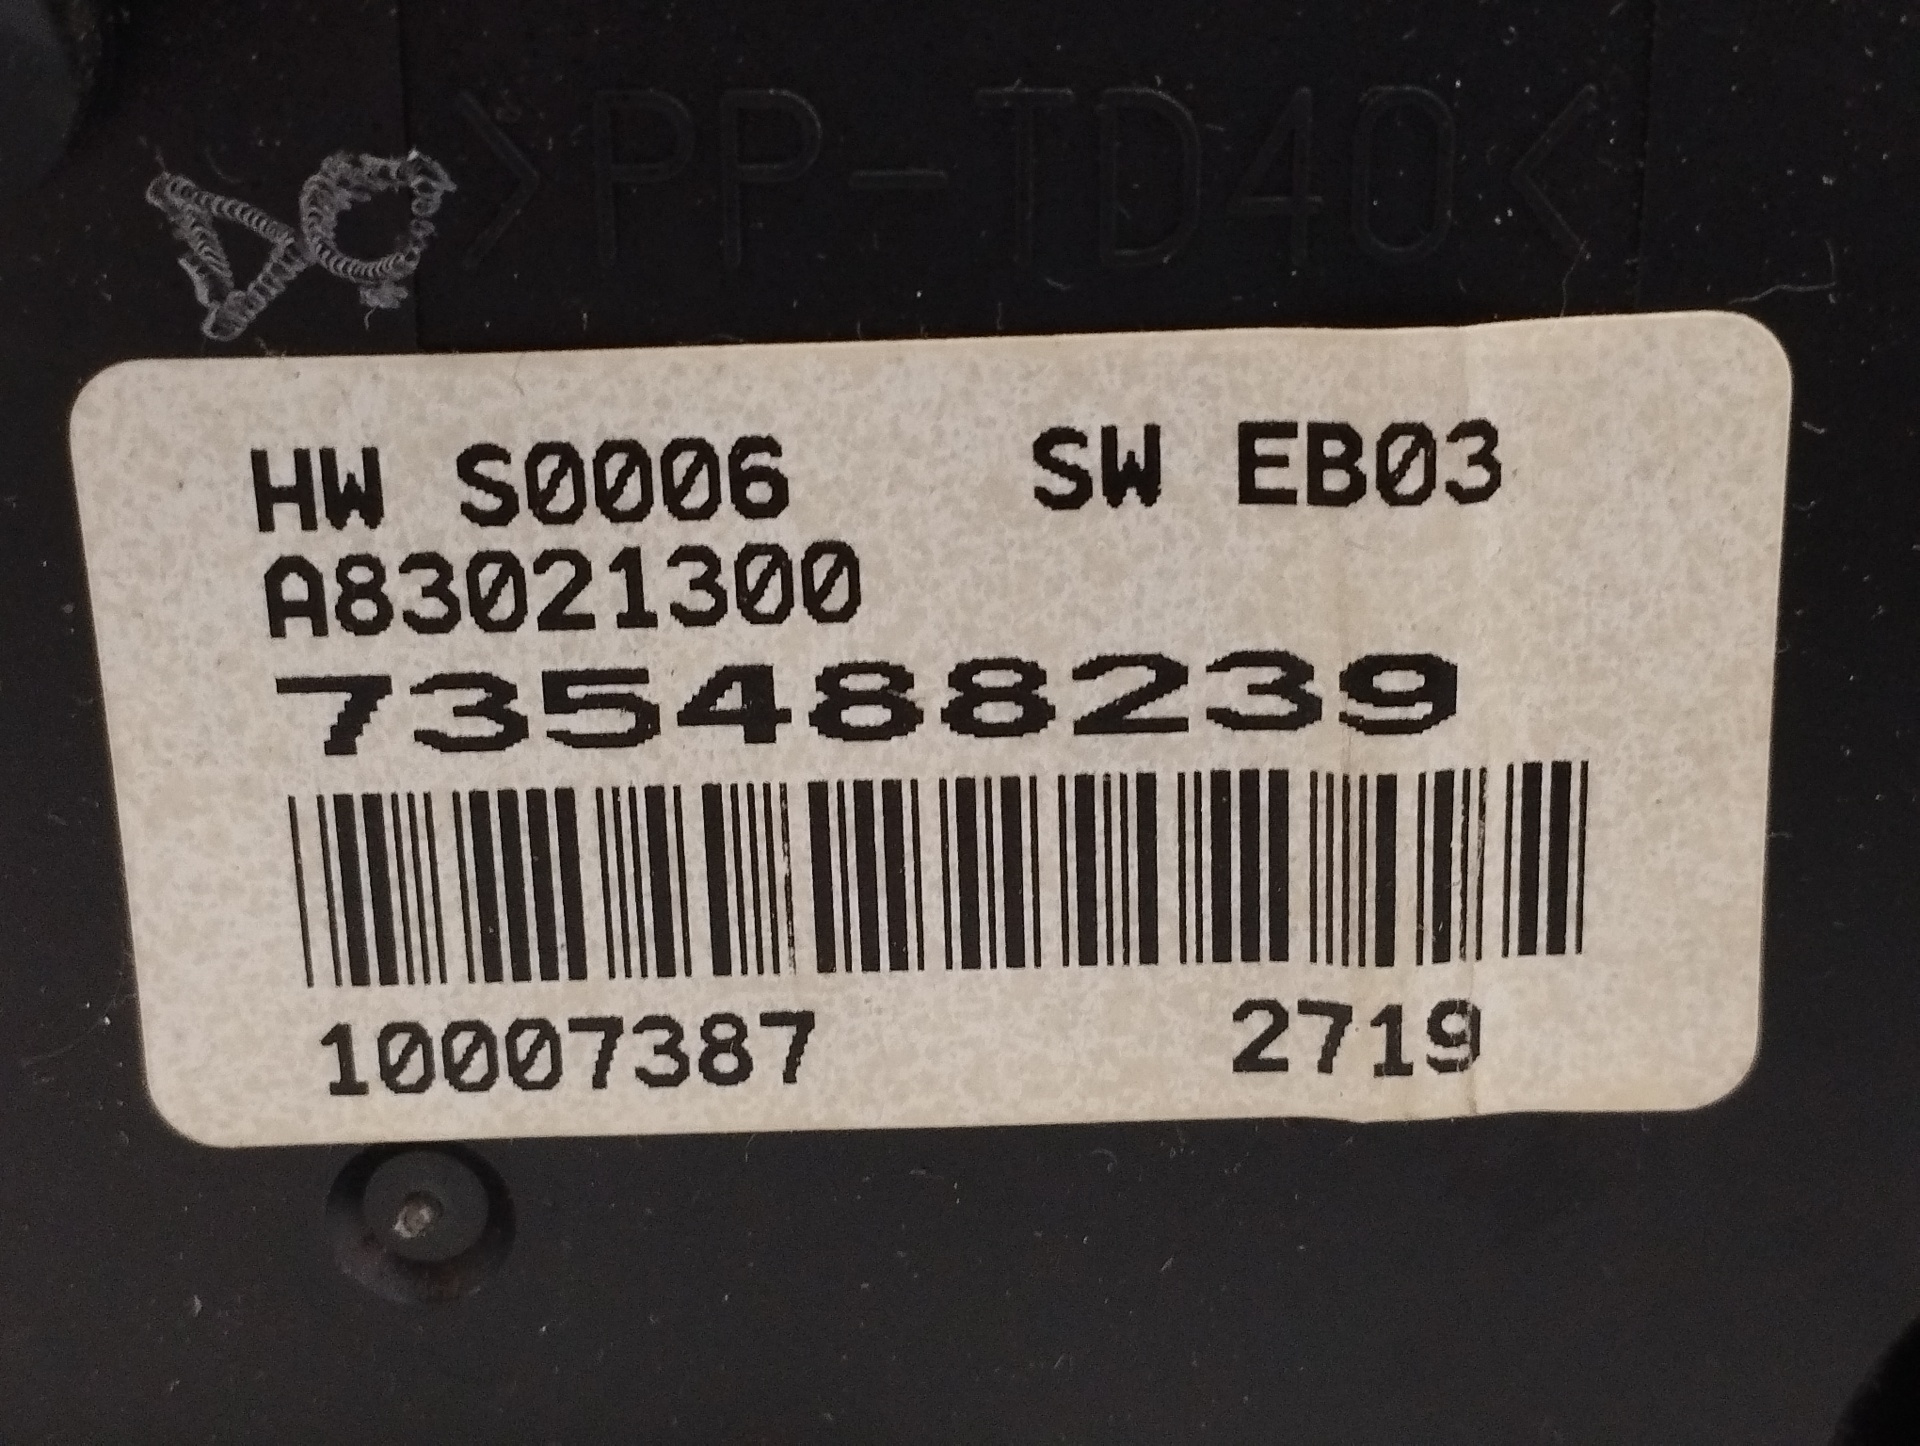 >PP-TD40<
HW S0006 SW EB03
A83021300
735488239
10007387 2719